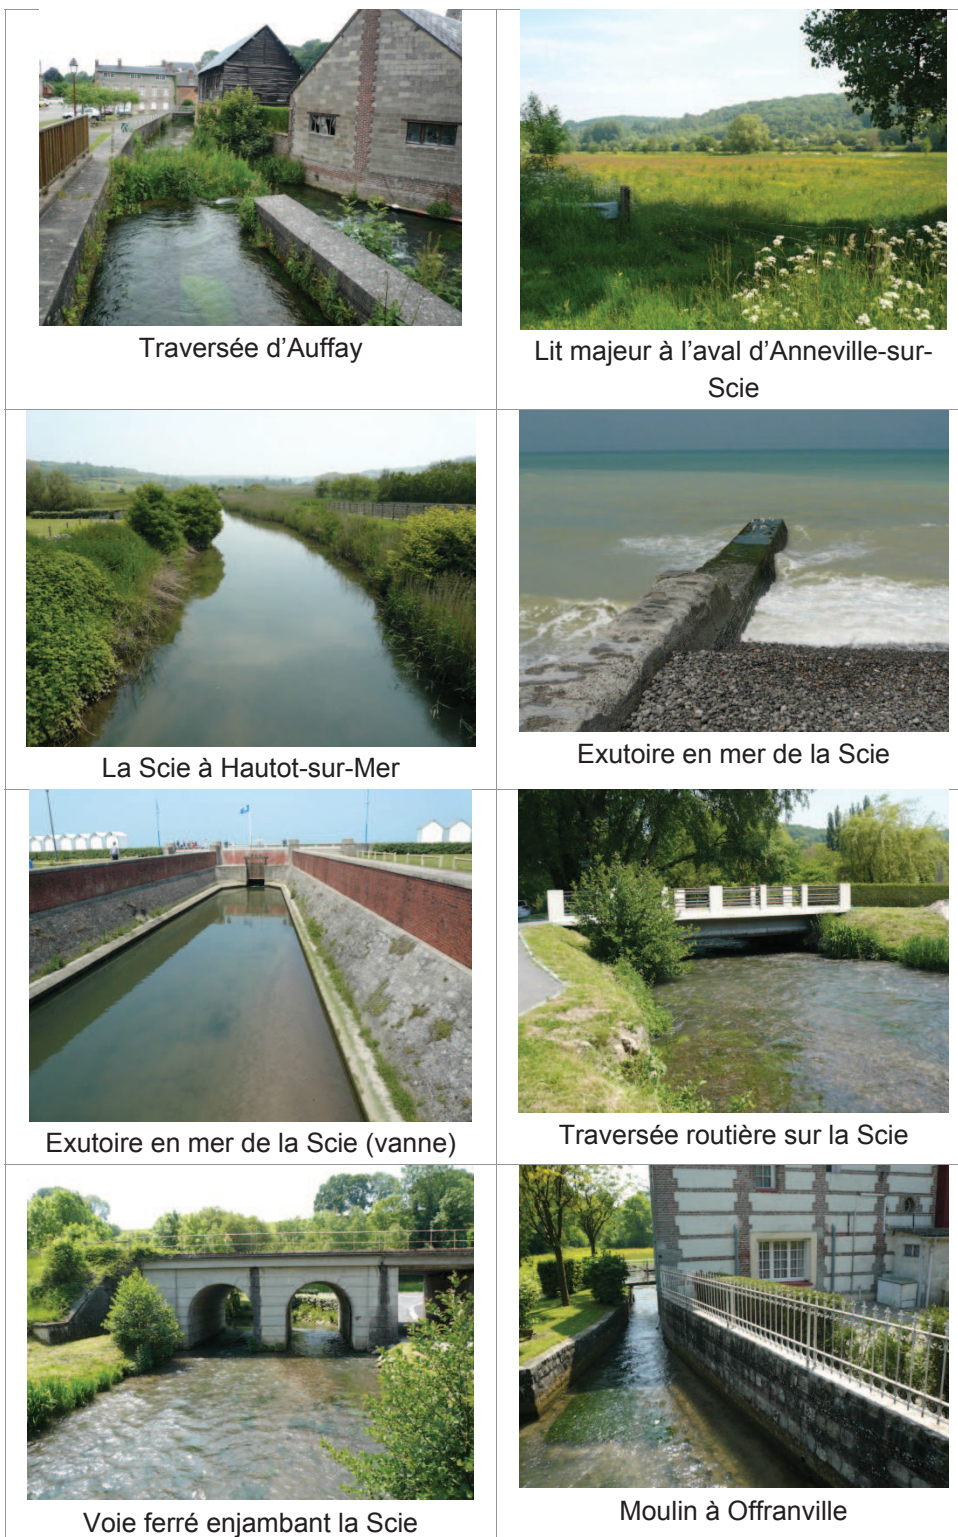 Traversée d'Auffay
Lit majeur à l'aval d'Anneville-sur-
Scie
La Scie à Hautot-sur-Mer
Exutoire en mer de la Scie
Exutoire en mer de la Scie (vanne)
Traversée routière sur la Scie
Voie ferré enjambant la Scie
Moulin à Offranville